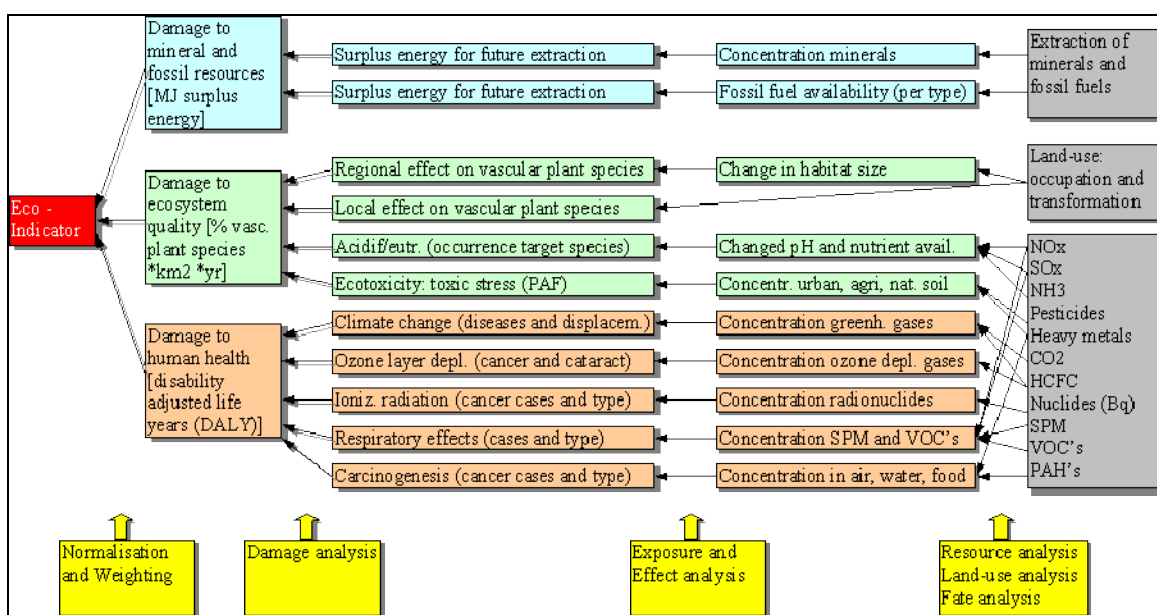 Damage to
mineral and
fossil resources
[MJ surplus
energy]
Surplus energy for future extraction
Concentration minerals
Extraction of
minerals and
fossil fuels
Surplus energy for future extraction
Fossil fuel availability (per type)
Eco -
Indicator
Damage to
ecosystem
quality [% vasc.
plant species
*km2 *yr]
Regional effect on vascular plant species
Change in habitat size
Land-use:
occupation and
transformation
Local effect on vascular plant species
Acidif/eutr. (occurrence target species)
Changed pH and nutrient avail.
Ecotoxicity: toxic stress (PAF)
Concentr. urban, agri, nat. soil
NOx
SOx
NH3
Pesticides
Heavy metals
CO2
HCFC
Nuclides (Bq)
SPM
VOC's
PAH's
Damage to
human health
[disability
adjusted life
years (DALY)]
Climate change (diseases and displacem.)
Concentration greenh. gases
Ozone layer depl. (cancer and cataract)
Concentration ozone depl. gases
Ioniz. radiation (cancer cases and type)
Concentration radionuclides
Respiratory effects (cases and type)
Concentration SPM and VOC's
Carcinogenesis (cancer cases and type)
Concentration in air, water, food
Normalisation
and Weighting
Damage analysis
Exposure and
Effect analysis
Resource analysis
Land-use analysis
Fate analysis